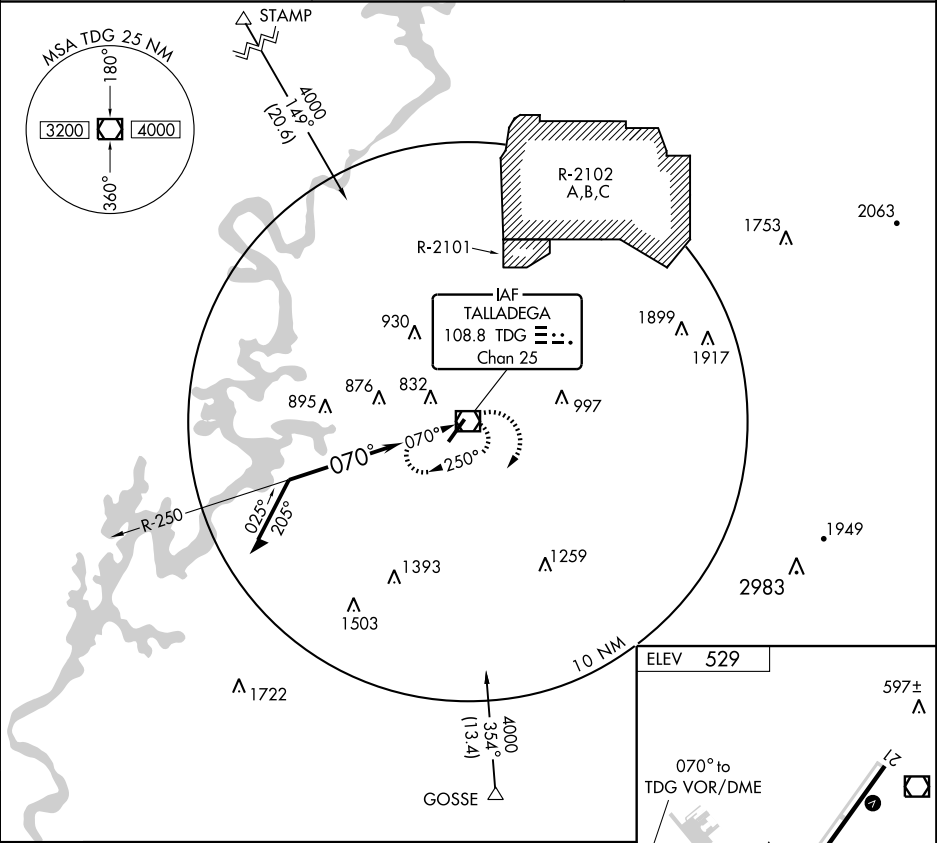 STAMP
MSA TDG 25 NM
180°
3200
4000
360°
4000
149°
(20.6)
R-2102
A,B,C
R-2101
1753
2063
IAF
TALLADEGA
108.8 TDG
Chan 25
930
1899
1917
895
876
832
997
070°
070°
250°
R-250
025°
205°
1393
1259
1503
1949
2983
1722
10 NM
4000
354°
(13.4)
GOSSE
ELEV 529
597±
070° to
TDG VOR/DME
21
V